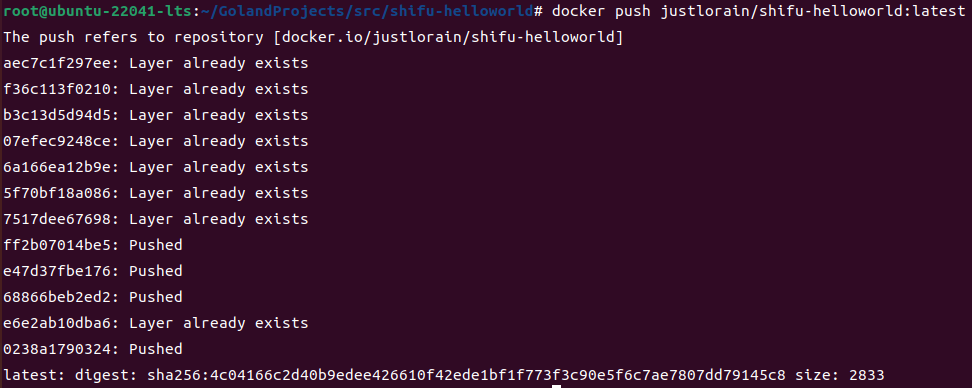 root@ubuntu-22041-lts:~/GolandProjects/src/shifu-helloworld# docker push justlorain/shifu-helloworld:latest
The push refers to repository [docker.io/justlorain/shifu-helloworld]
aec7c1f297ee: Layer already exists
f36c113f0210: Layer already exists
b3c13d5d94d5: Layer already exists
07efec9248ce: Layer already exists
6a166ea12b9e: Layer already exists
5f70bf18a086: Layer already exists
7517dee67698: Layer already exists
ff2b07014be5: Pushed
e47d37fbe176: Pushed
68866beb2ed2: Pushed
e6e2ab10dba6: Layer already exists
0238a1790324: Pushed
latest: digest: sha256:4c04166c2d40b9edee426610f42ede1bf1f773f3c90e5f6c7ae7807dd79145c8 size: 2833